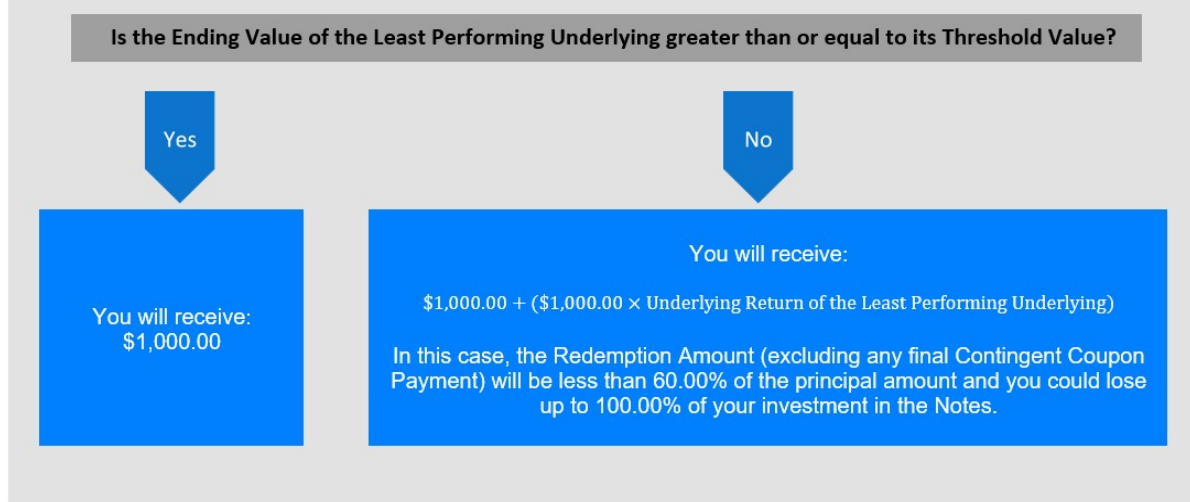 Is the Ending Value of the Least Performing Underlying greater than or equal to its Threshold Value?
Yes
No
You will receive:
$1,000.00
You will receive:
$1,000.00 + ($1,000.00 × Underlying Return of the Least Performing Underlying)
In this case, the Redemption Amount (excluding any final Contingent Coupon
Payment) will be less than 60.00% of the principal amount and you could lose
up to 100.00% of your investment in the Notes.